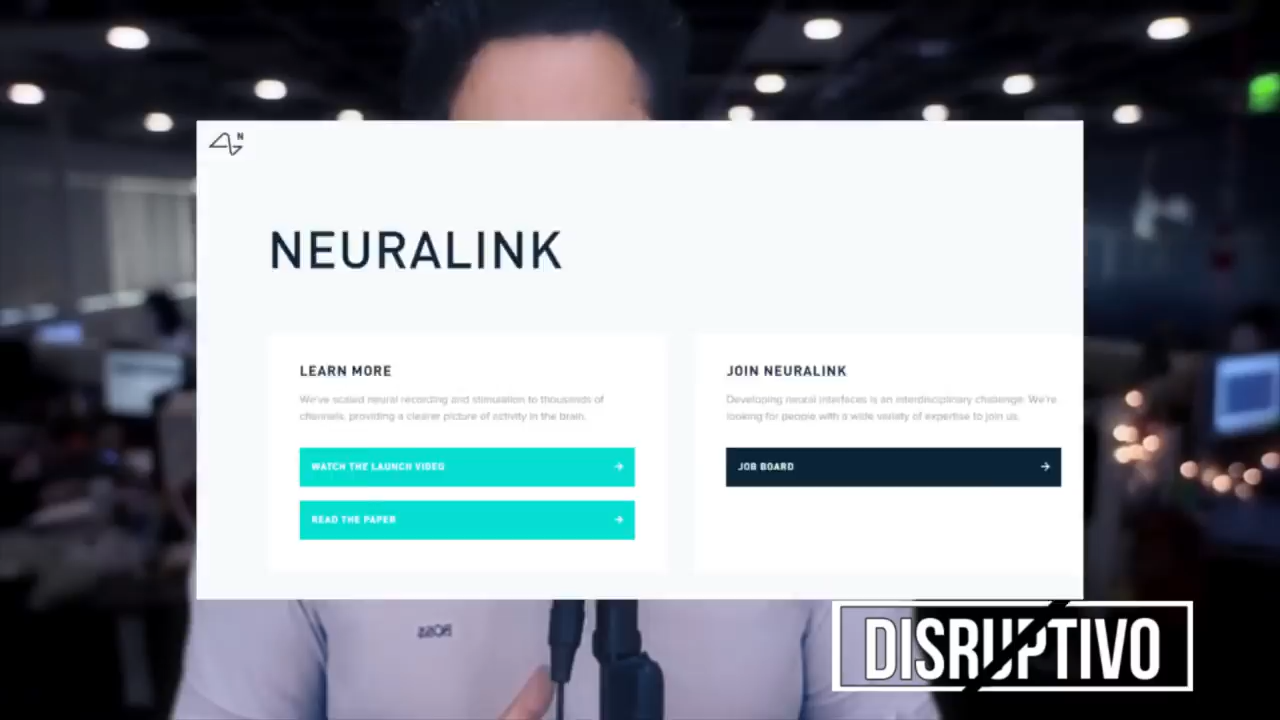 N
NEURALINK
LEARN MORE
We've scaled neural recording and stimulation to thousands of
channels, providing a clearer picture of activity in the brain.
WATCH THE LAUNCH VIDEO
READ THE PAPER
JOIN NEURALINK
Developing neural interfaces is an interdisciplinary challenge. We're
looking for people with a wide variety of expertise to join us.
JOB BOARD
BOSS
DISRUPTIVO